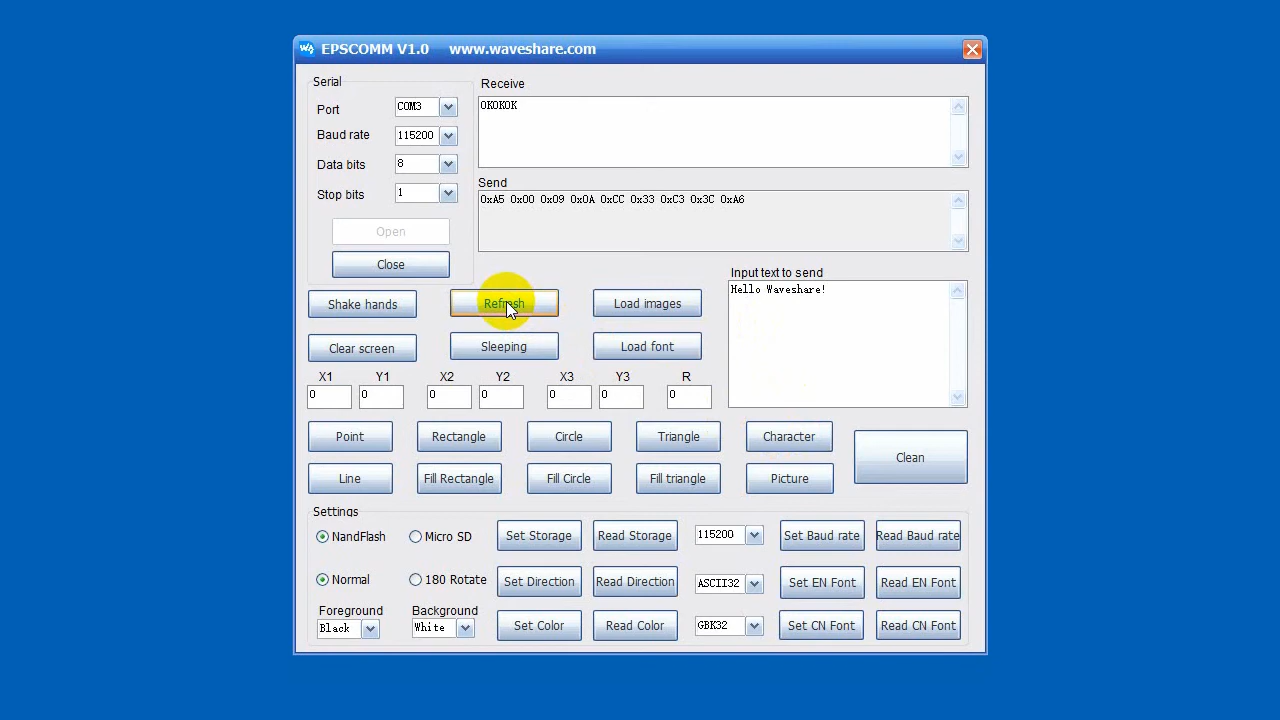 EPSCOMM V1.0 www.waveshare.com
Serial
Port COM3
Baud rate 115200
Data bits 8
Stop bits 1
Open
Close
Receive
OKOKOK
Send
0xA5 0x00 0x09 0x0A 0xCC 0x33 0xC3 0x3C 0xA6
Input text to send
Hello Waveshare!
Shake hands Refresh Load images
Clear screen Sleeping Load font
X1 Y1 X2 Y2 X3 Y3 R
0 0 0 0 0 0 0
Point Rectangle Circle Triangle Character
Line Fill Rectangle Fill Circle Fill triangle Picture
Clean
Settings
NandFlash Micro SD Set Storage Read Storage 115200 Set Baud rate Read Baud rate
Normal 180 Rotate Set Direction Read Direction ASCII32 Set EN Font Read EN Font
Foreground Background
Black White Set Color Read Color GBK32 Set CN Font Read CN Font